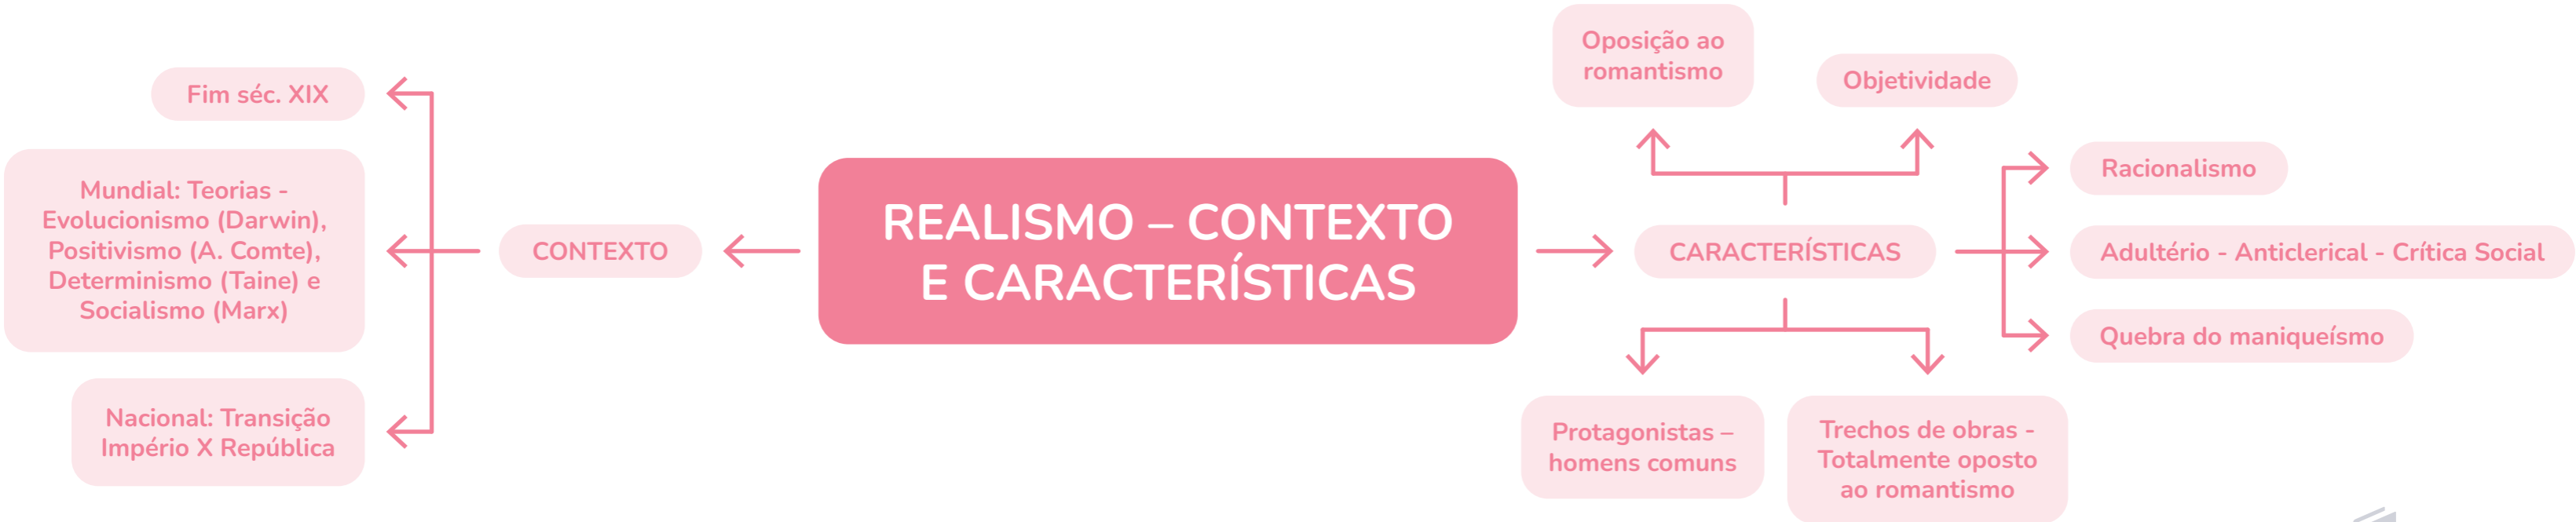 REALISMO – CONTEXTO
E CARACTERÍSTICAS
CONTEXTO
Fim séc. XIX
Mundial: Teorias -
Evolucionismo (Darwin),
Positivismo (A. Comte),
Determinismo (Taine) e
Socialismo (Marx)
Nacional: Transição
Império X República
CARACTERÍSTICAS
Oposição ao
romantismo
Objetividade
Racionalismo
Adultério - Anticlerical - Crítica Social
Quebra do maniqueísmo
Protagonistas –
homens comuns
Trechos de obras -
Totalmente oposto
ao romantismo